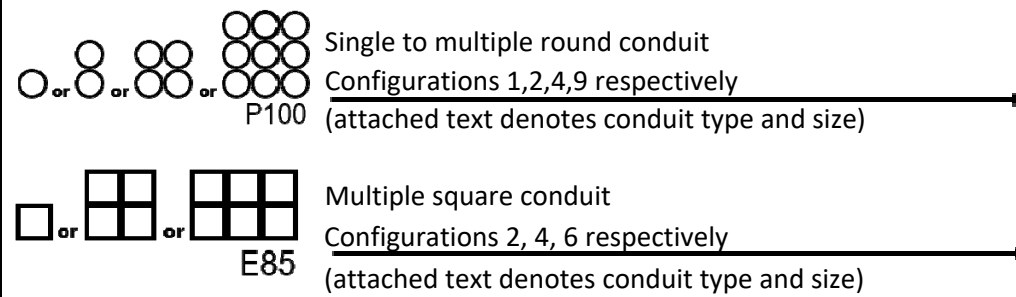 or or or
P100
Single to multiple round conduit
Configurations 1,2,4,9 respectively
(attached text denotes conduit type and size)
or or
E85
Multiple square conduit
Configurations 2, 4, 6 respectively
(attached text denotes conduit type and size)